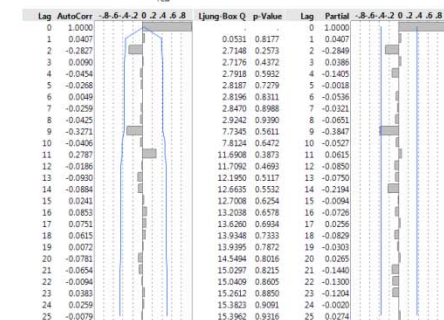 Lag AutoCorr -.8-.6-.4-.2 0 .2 .4 .6 .8 Ljung-Box Q p-Value Lag Partial -.8-.6-.4-.2 0 .2 .4 .6 .8
0 1.0000 . . 0 1.0000
1 0.0407 0.0531 0.8177 1 0.0407
2 -0.2827 2.7148 0.2573 2 -0.2849
3 0.0090 2.7176 0.4372 3 0.0386
4 -0.0454 2.7918 0.5932 4 -0.1405
5 -0.0268 2.8187 0.7279 5 -0.0018
6 0.0049 2.8196 0.8311 6 -0.0536
7 -0.0259 2.8470 0.8988 7 -0.0321
8 -0.0425 2.9242 0.9390 8 -0.0651
9 -0.3271 7.7345 0.5611 9 -0.3847
10 -0.0406 7.8124 0.6472 10 -0.0527
11 0.2787 11.6908 0.3873 11 0.0615
12 -0.0186 11.7092 0.4693 12 -0.0850
13 -0.0930 12.1950 0.5117 13 -0.0750
14 -0.0884 12.6635 0.5532 14 -0.2194
15 0.0241 12.7008 0.6254 15 -0.0094
16 0.0853 13.2038 0.6578 16 -0.0726
17 0.0751 13.6260 0.6934 17 0.0256
18 0.0615 13.9348 0.7333 18 -0.0829
19 0.0072 13.9395 0.7872 19 -0.0303
20 -0.0781 14.5494 0.8016 20 0.0265
21 -0.0654 15.0297 0.8215 21 -0.1440
22 -0.0094 15.0409 0.8605 22 -0.1300
23 0.0383 15.2612 0.8850 23 -0.1204
24 0.0259 15.3823 0.9091 24 -0.0020
25 -0.0079 15.3962 0.9316 25 0.0274